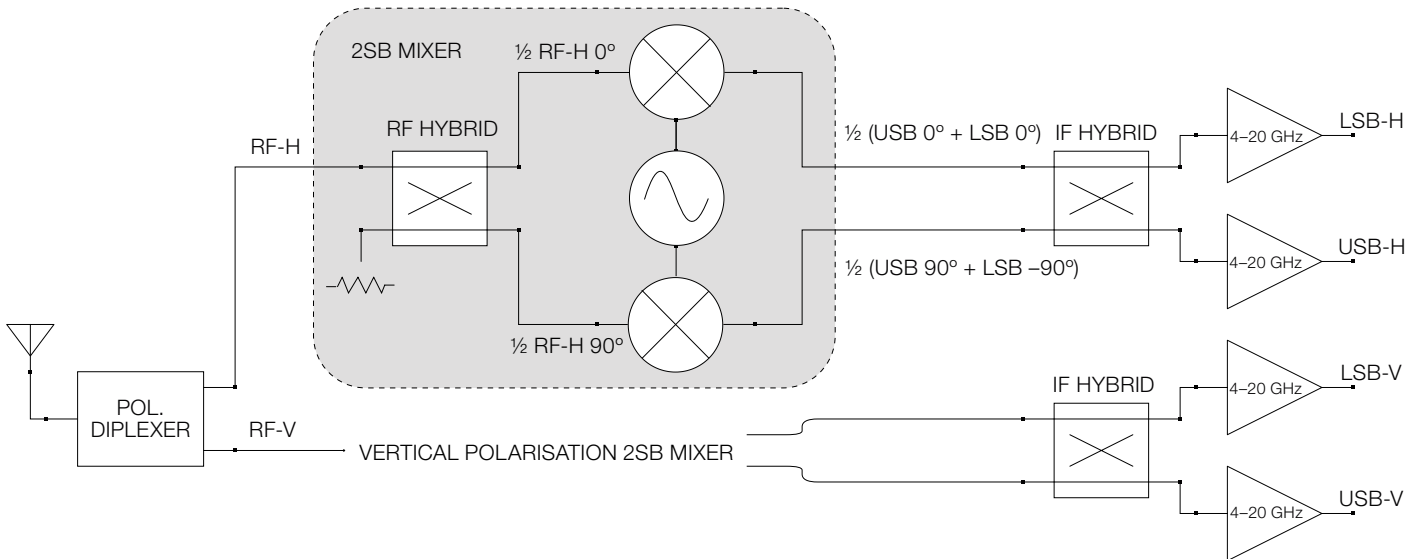 2SB MIXER
½ RF-H 0º
RF HYBRID
RF-H
½ (USB 0º + LSB 0º)
IF HYBRID
4–20 GHz
LSB-H
4–20 GHz
USB-H
½ (USB 90º + LSB –90º)
½ RF-H 90º
POL.
DIPLEXER
RF-V
VERTICAL POLARISATION 2SB MIXER
IF HYBRID
4–20 GHz
LSB-V
4–20 GHz
USB-V